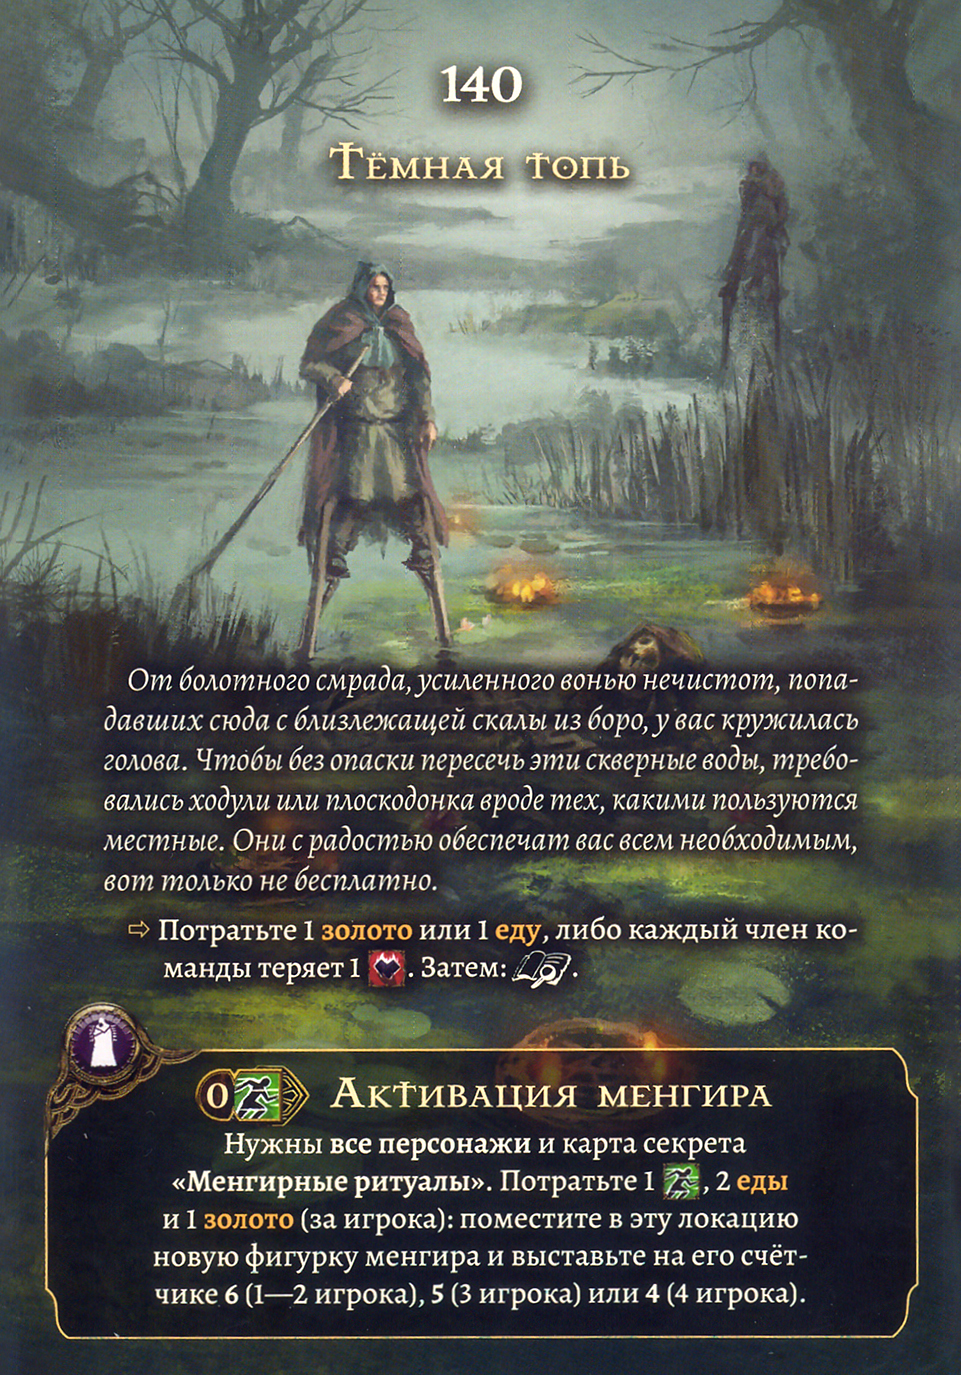 140
Тёмная топь
От болотного смрада, усиленного вонью нечистот, попа-
давших сюда с близлежащей скалы из боро, у вас кружилась
голова. Чтобы без опаски пересечь эти скверные воды, требо-
вались ходули или плоскодонка вроде тех, какими пользуются
местные. Они с радостью обеспечат вас всем необходимым,
вот только не бесплатно.
⇨ Потратьте 1 золото или 1 еду, либо каждый член ко-
манды теряет 1 . Затем: .
0 Активация менгира
Нужны все персонажи и карта секрета
«Менгирные ритуалы». Потратьте 1 , 2 еды
и 1 золото (за игрока): поместите в эту локацию
новую фигурку менгира и выставьте на его счёт-
чике 6 (1—2 игрока), 5 (3 игрока) или 4 (4 игрока).